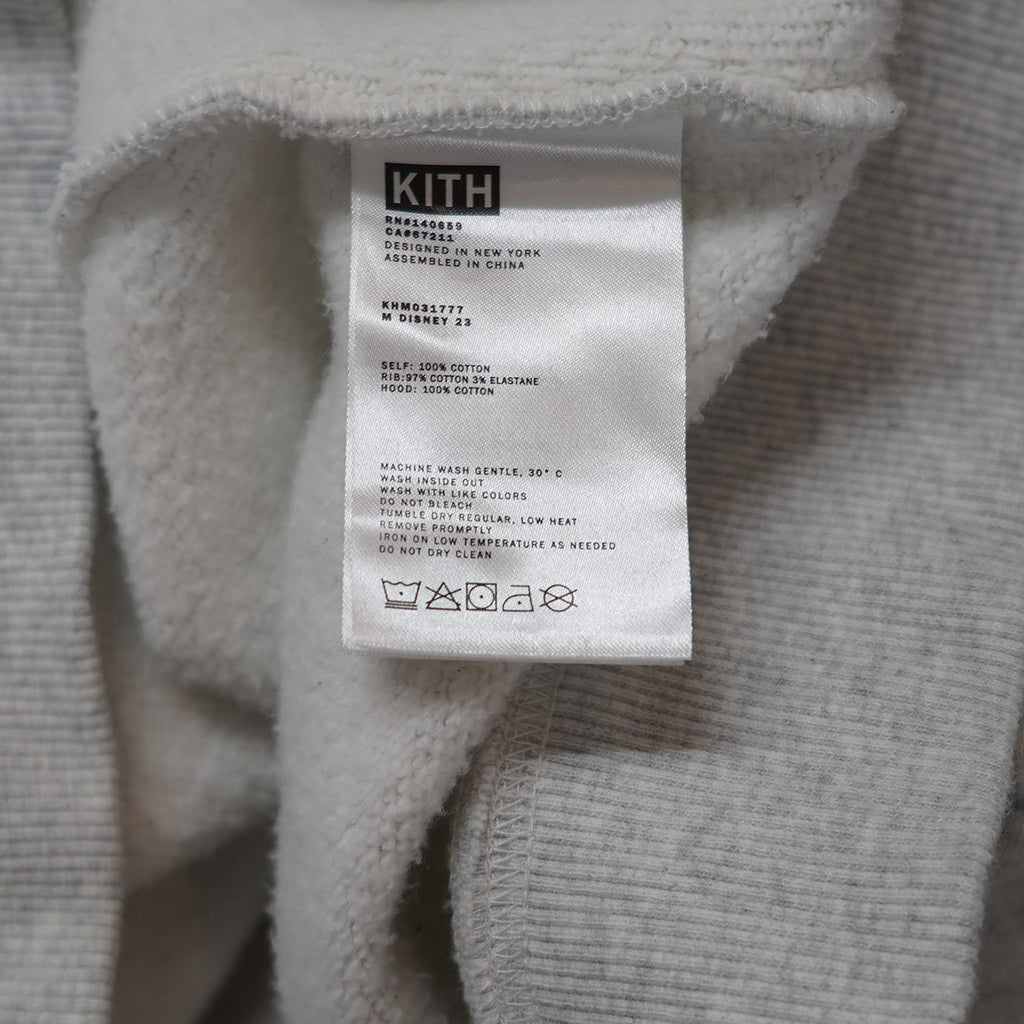 KITH
RN#140659
CA#67211
DESIGNED IN NEW YORK
ASSEMBLED IN CHINA
KHM031777
M DISNEY 23
SELF: 100% COTTON
RIB:97% COTTON 3% ELASTANE
HOOD: 100% COTTON
MACHINE WASH GENTLE, 30° C
WASH INSIDE OUT
WASH WITH LIKE COLORS
DO NOT BLEACH
TUMBLE DRY REGULAR, LOW HEAT
REMOVE PROMPTLY
IRON ON LOW TEMPERATURE AS NEEDED
DO NOT DRY CLEAN